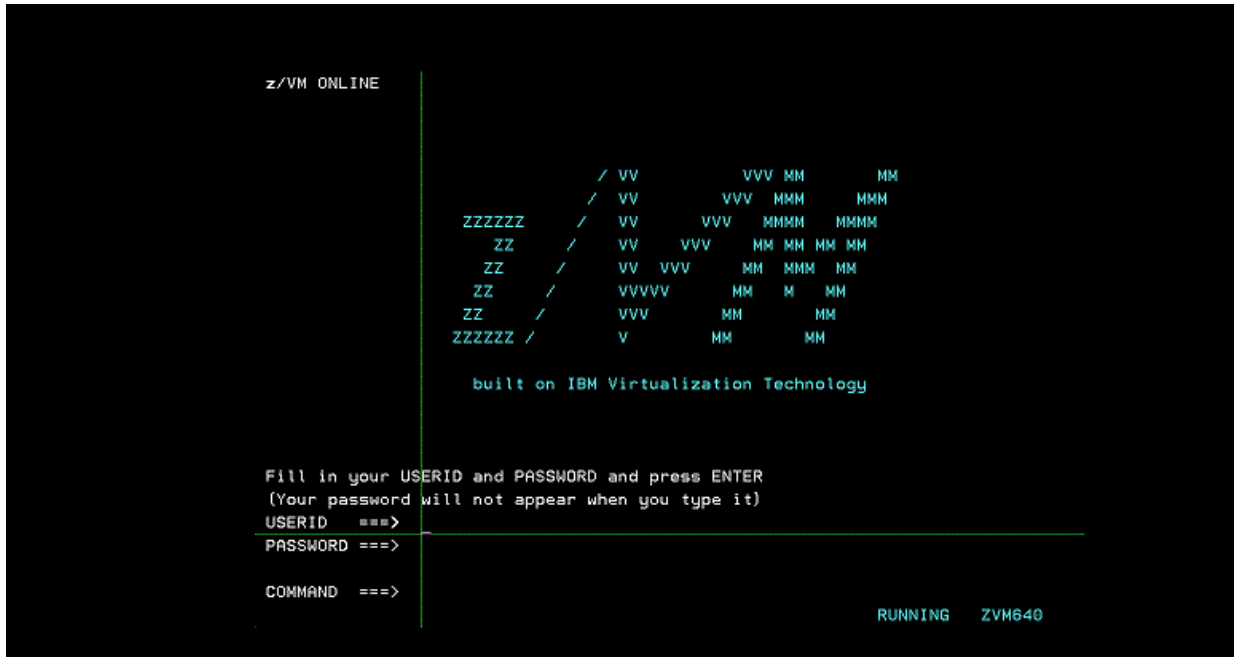 z/VM ONLINE
/ VV          VVV MM       MM
/  VV        VVV  MMM     MMM
ZZZZZZ      /   VV      VVV   MMMM   MMMM
ZZ     /    VV    VVV    MM MM MM MM
ZZ     /     VV  VVV     MM  MMM  MM
ZZ     /      VVVVV      MM   M   MM
ZZ     /       VVV       MM       MM
ZZZZZZ /        V        MM       MM
built on IBM Virtualization Technology
Fill in your USERID and PASSWORD and press ENTER
(Your password will not appear when you type it)
USERID   ===>
PASSWORD ===>
COMMAND  ===>
RUNNING   ZVM640